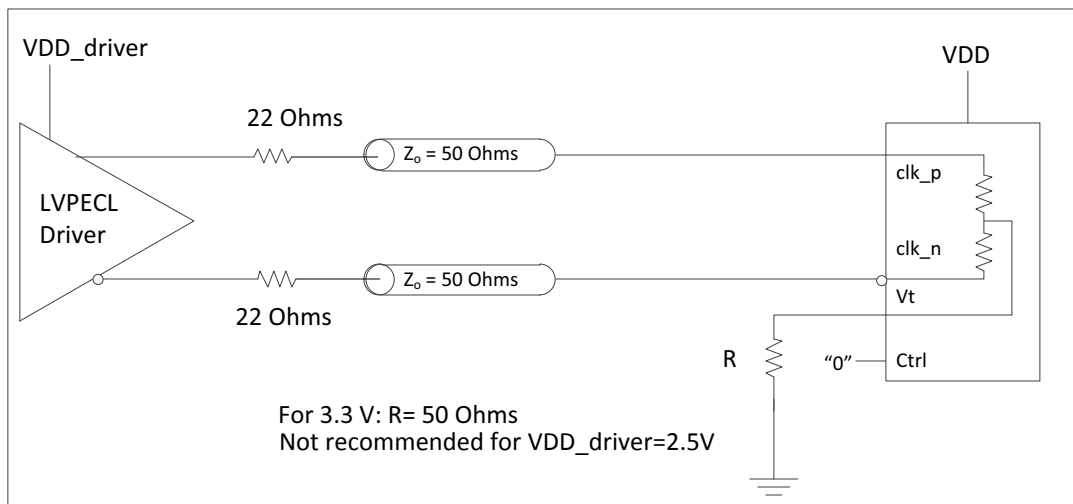 VDD_driver
VDD
22 Ohms
Zo = 50 Ohms
clk_p
LVPECL
Driver
clk_n
Zo = 50 Ohms
Vt
22 Ohms
R
“0”
Ctrl
For 3.3 V: R= 50 Ohms
Not recommended for VDD_driver=2.5V